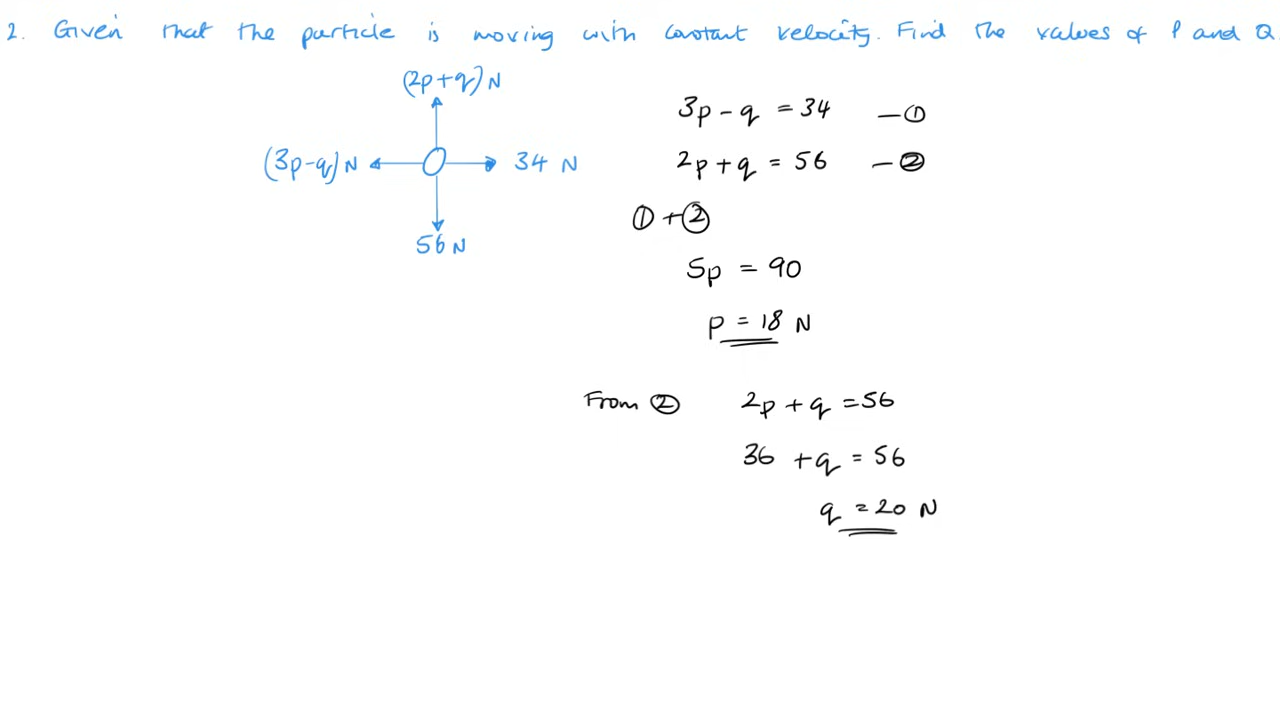 2. Given that the particle is moving with constant velocity. Find the values of P and Q.
(2p+q) N
(3p-q) N
34 N
56 N
3p - q = 34 — ①
2p + q = 56 — ②
① + ②
5p = 90
p = 18 N
From ② 2p + q = 56
36 + q = 56
q = 20 N